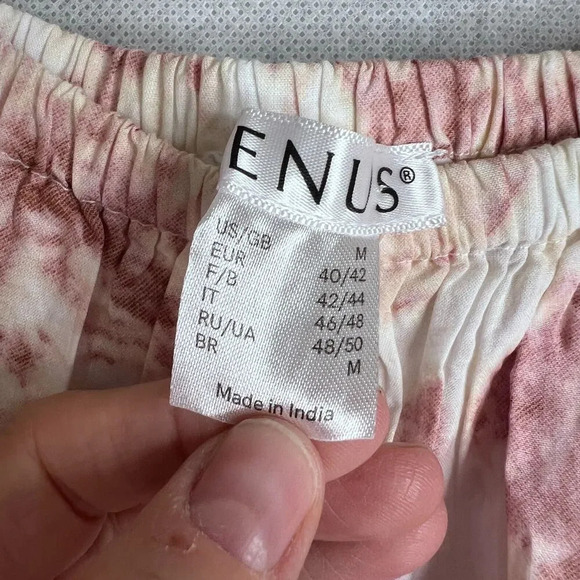 ENUS®
US/GB M
EUR 40/42
F/B 42/44
IT 46/48
RU/UA 48/50
BR M
Made in India